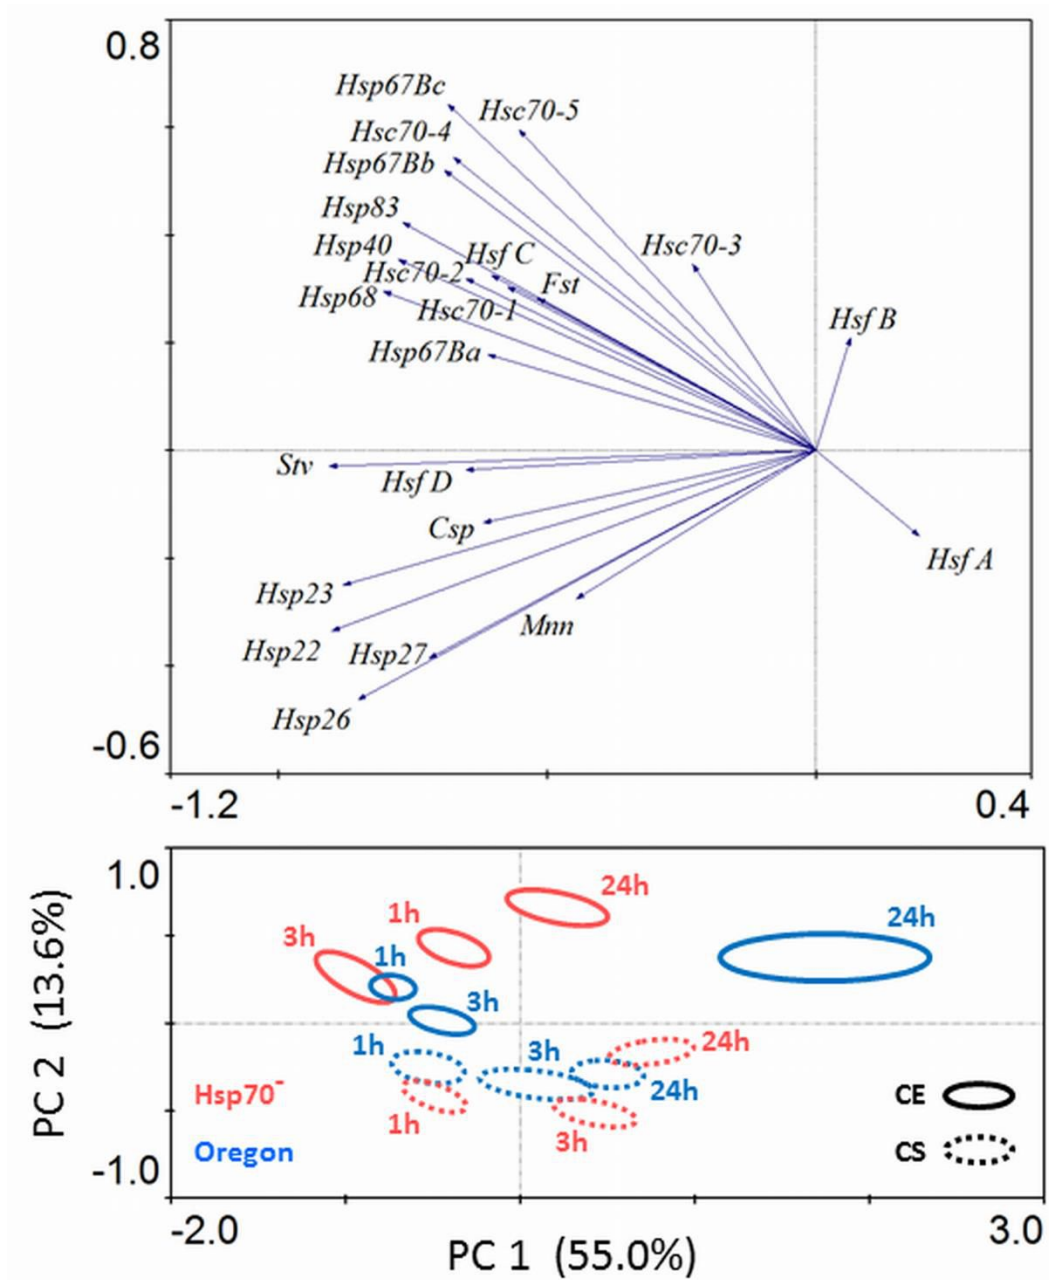 0.8
Hsp67Bc
Hsc70-5
Hsc70-4
Hsp67Bb
Hsp83
Hsp40
Hsf C
Hsc70-3
Hsc70-2
Fst
Hsp68
Hsc70-1
Hsf B
Hsp67Ba
Stv
Hsf D
Csp
Hsf A
Hsp23
Mnn
Hsp22
Hsp27
Hsp26
-0.6
-1.2
0.4
1.0
24h
1h
24h
3h
1h
3h
1h
3h
24h
24h
Hsp70⁻
CE
1h
3h
Oregon
CS
-1.0
-2.0
3.0
PC 1 (55.0%)
PC 2 (13.6%)